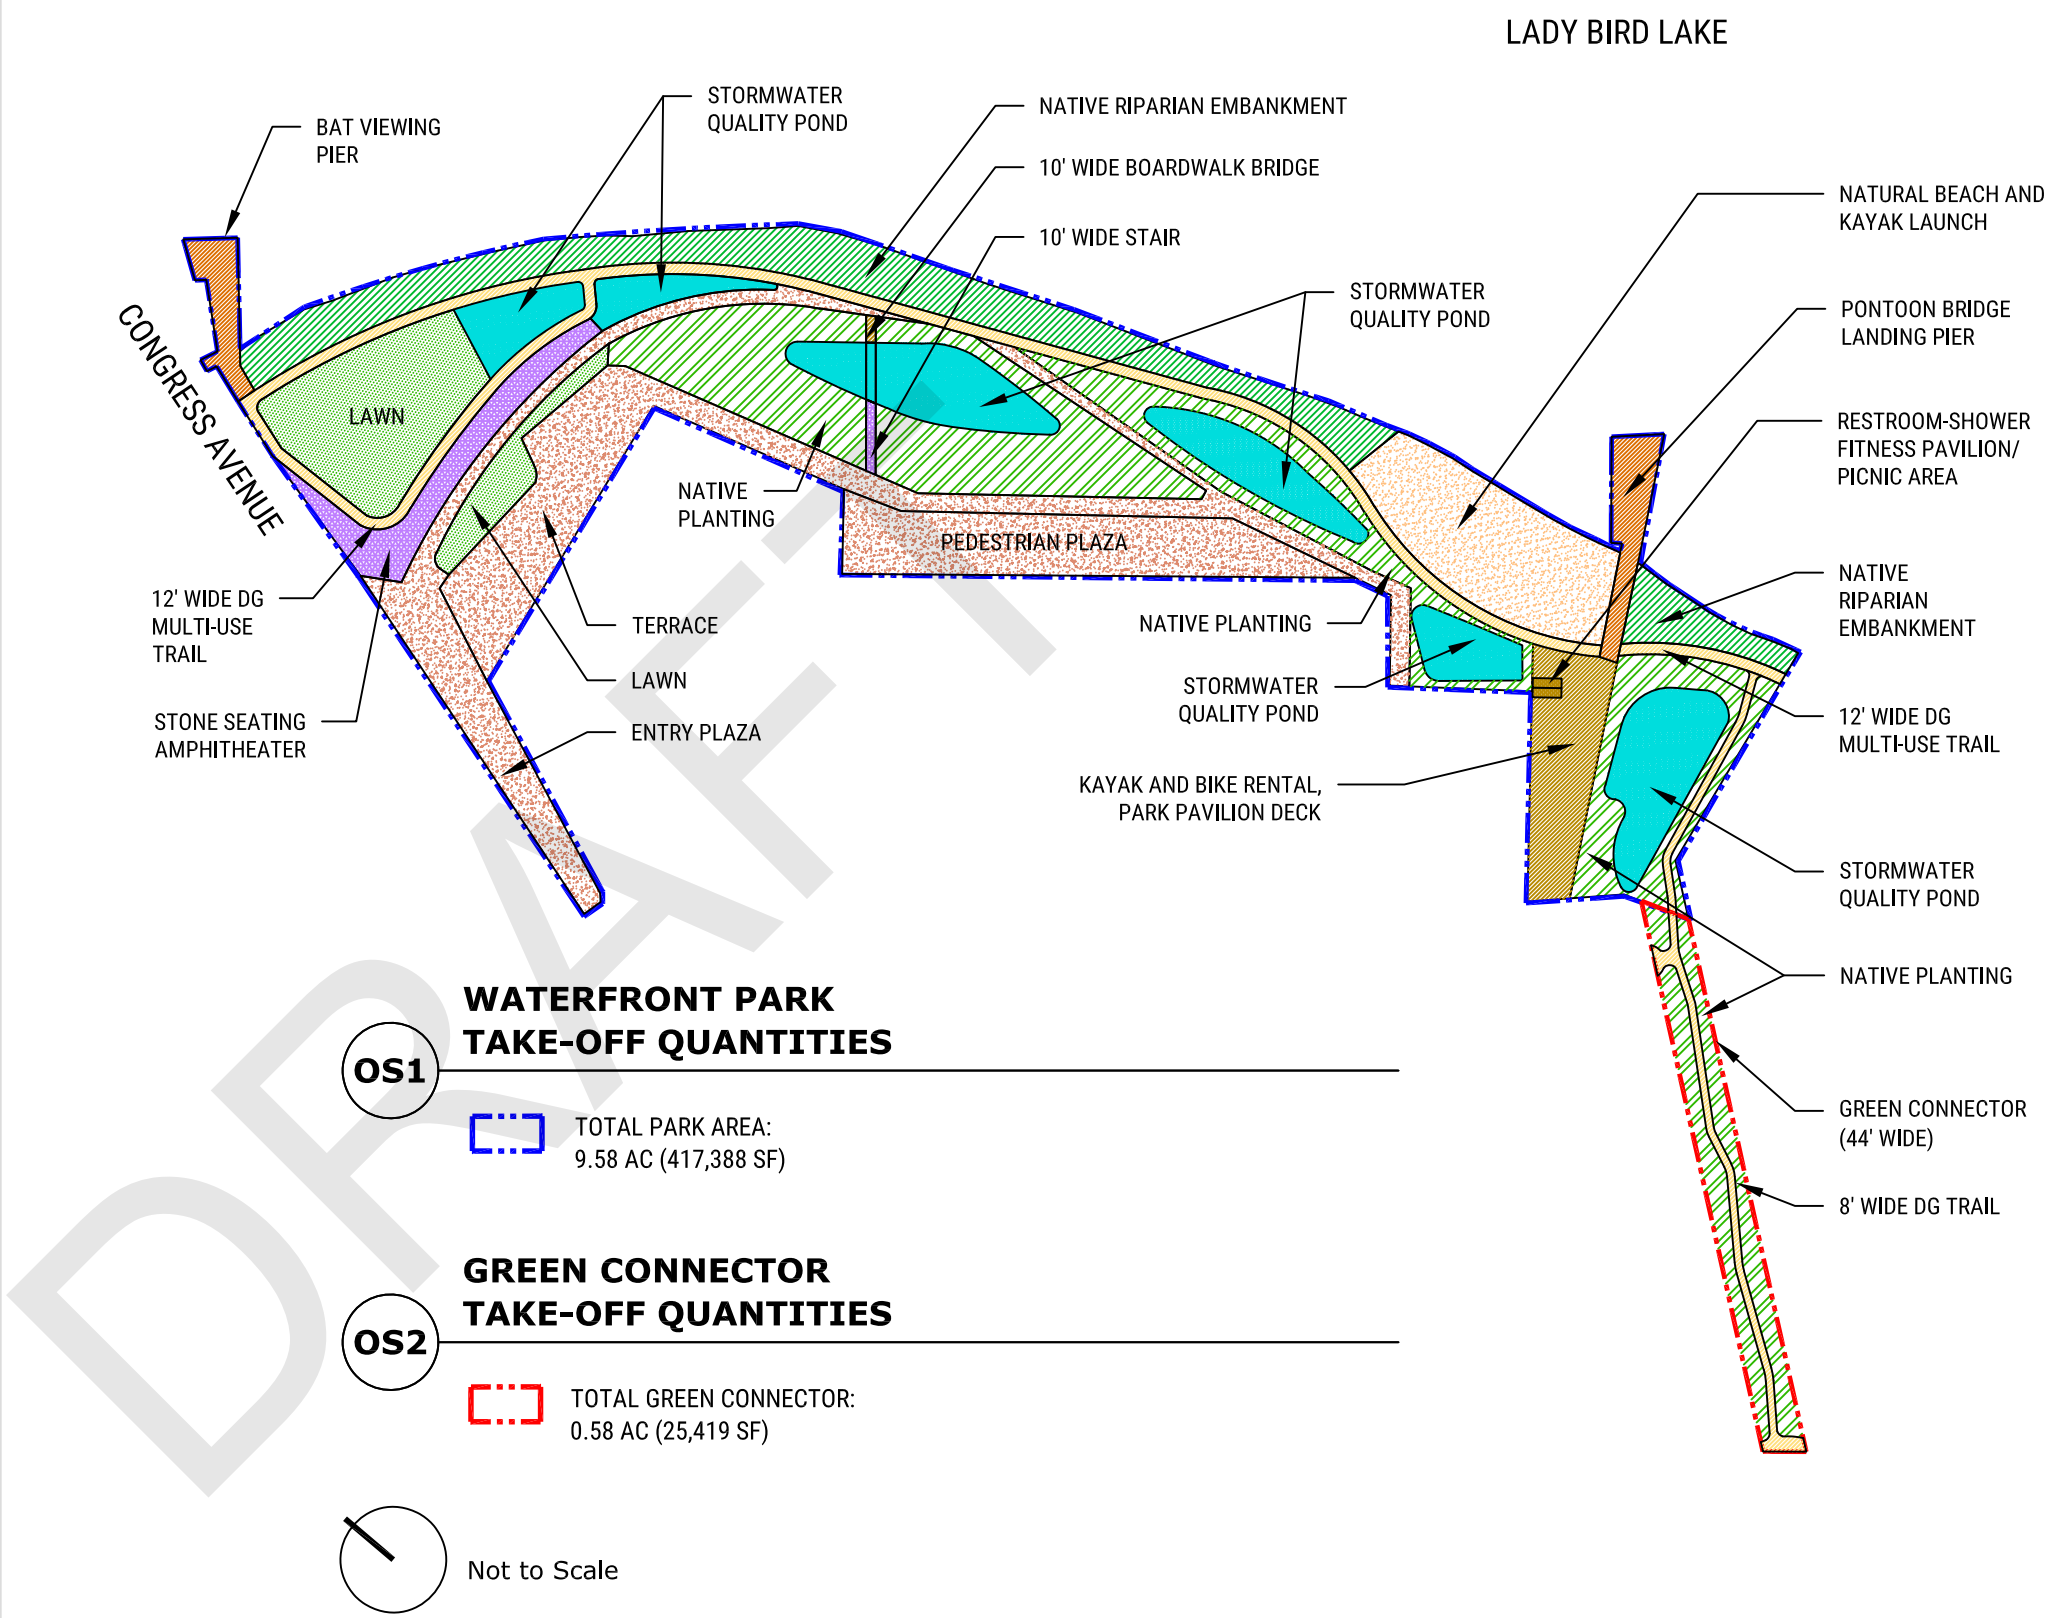 LADY BIRD LAKE
STORMWATER
QUALITY POND
BAT VIEWING
PIER
NATIVE RIPARIAN EMBANKMENT
10' WIDE BOARDWALK BRIDGE
10' WIDE STAIR
NATURAL BEACH AND
KAYAK LAUNCH
STORMWATER
QUALITY POND
PONTOON BRIDGE
LANDING PIER
CONGRESS AVENUE
LAWN
RESTROOM-SHOWER
FITNESS PAVILION/
PICNIC AREA
NATIVE
PLANTING
PEDESTRIAN PLAZA
12' WIDE DG
MULTI-USE
TRAIL
TERRACE
NATIVE PLANTING
NATIVE
RIPARIAN
EMBANKMENT
LAWN
STORMWATER
QUALITY POND
STONE SEATING
AMPHITHEATER
ENTRY PLAZA
12' WIDE DG
MULTI-USE TRAIL
KAYAK AND BIKE RENTAL,
PARK PAVILION DECK
STORMWATER
QUALITY POND
NATIVE PLANTING
WATERFRONT PARK
TAKE-OFF QUANTITIES
OS1
TOTAL PARK AREA:
9.58 AC (417,388 SF)
GREEN CONNECTOR
(44' WIDE)
8' WIDE DG TRAIL
GREEN CONNECTOR
TAKE-OFF QUANTITIES
OS2
TOTAL GREEN CONNECTOR:
0.58 AC (25,419 SF)
Not to Scale
DRAFT